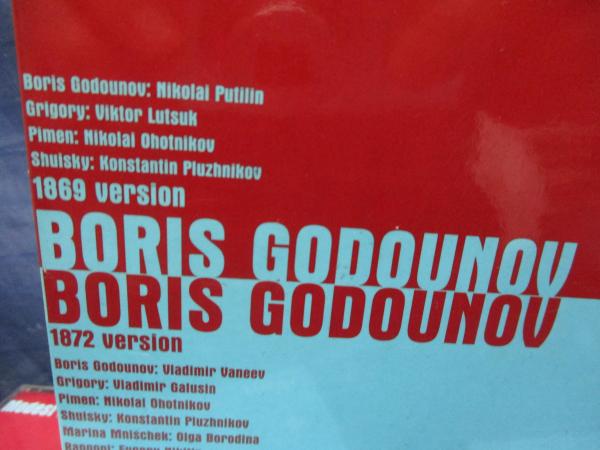 Boris Godounov: Nikolai Putilin
Grigory: Viktor Lutsuk
Pimen: Nikolai Ohotnikov
Shuisky: Konstantin Pluzhnikov
1869 version
BORIS GODOUNOV
BORIS GODOUNOV
1872 version
Boris Godounov: Vladimir Vaneev
Grigory: Vladimir Galusin
Pimen: Nikolai Ohotnikov
Shuisky: Konstantin Pluzhnikov
Marina Mnischek: Olga Borodina